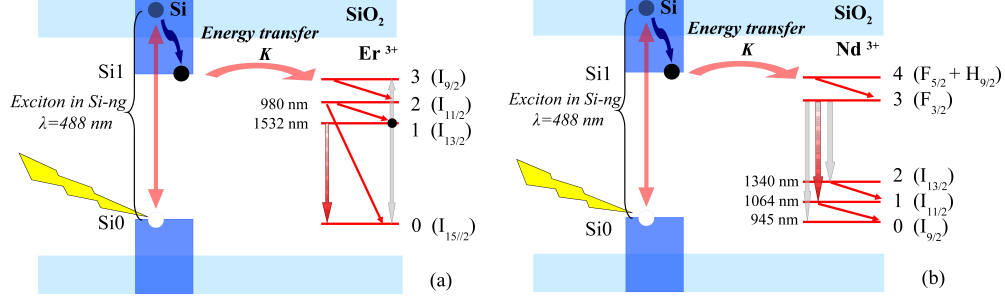 Si
SiO2
Energy transfer
K
Er 3+
Si1
3 (I9/2)
Exciton in Si-ng
λ=488 nm
980 nm
2 (I11/2)
1532 nm
1 (I13/2)
Si0
0 (I15//2)
(a)
Si
SiO2
Energy transfer
K
Nd 3+
Si1
4 (F5/2 + H9/2)
Exciton in Si-ng
λ=488 nm
3 (F3/2)
1340 nm
2 (I13/2)
1064 nm
1 (I11/2)
945 nm
0 (I9/2)
Si0
(b)